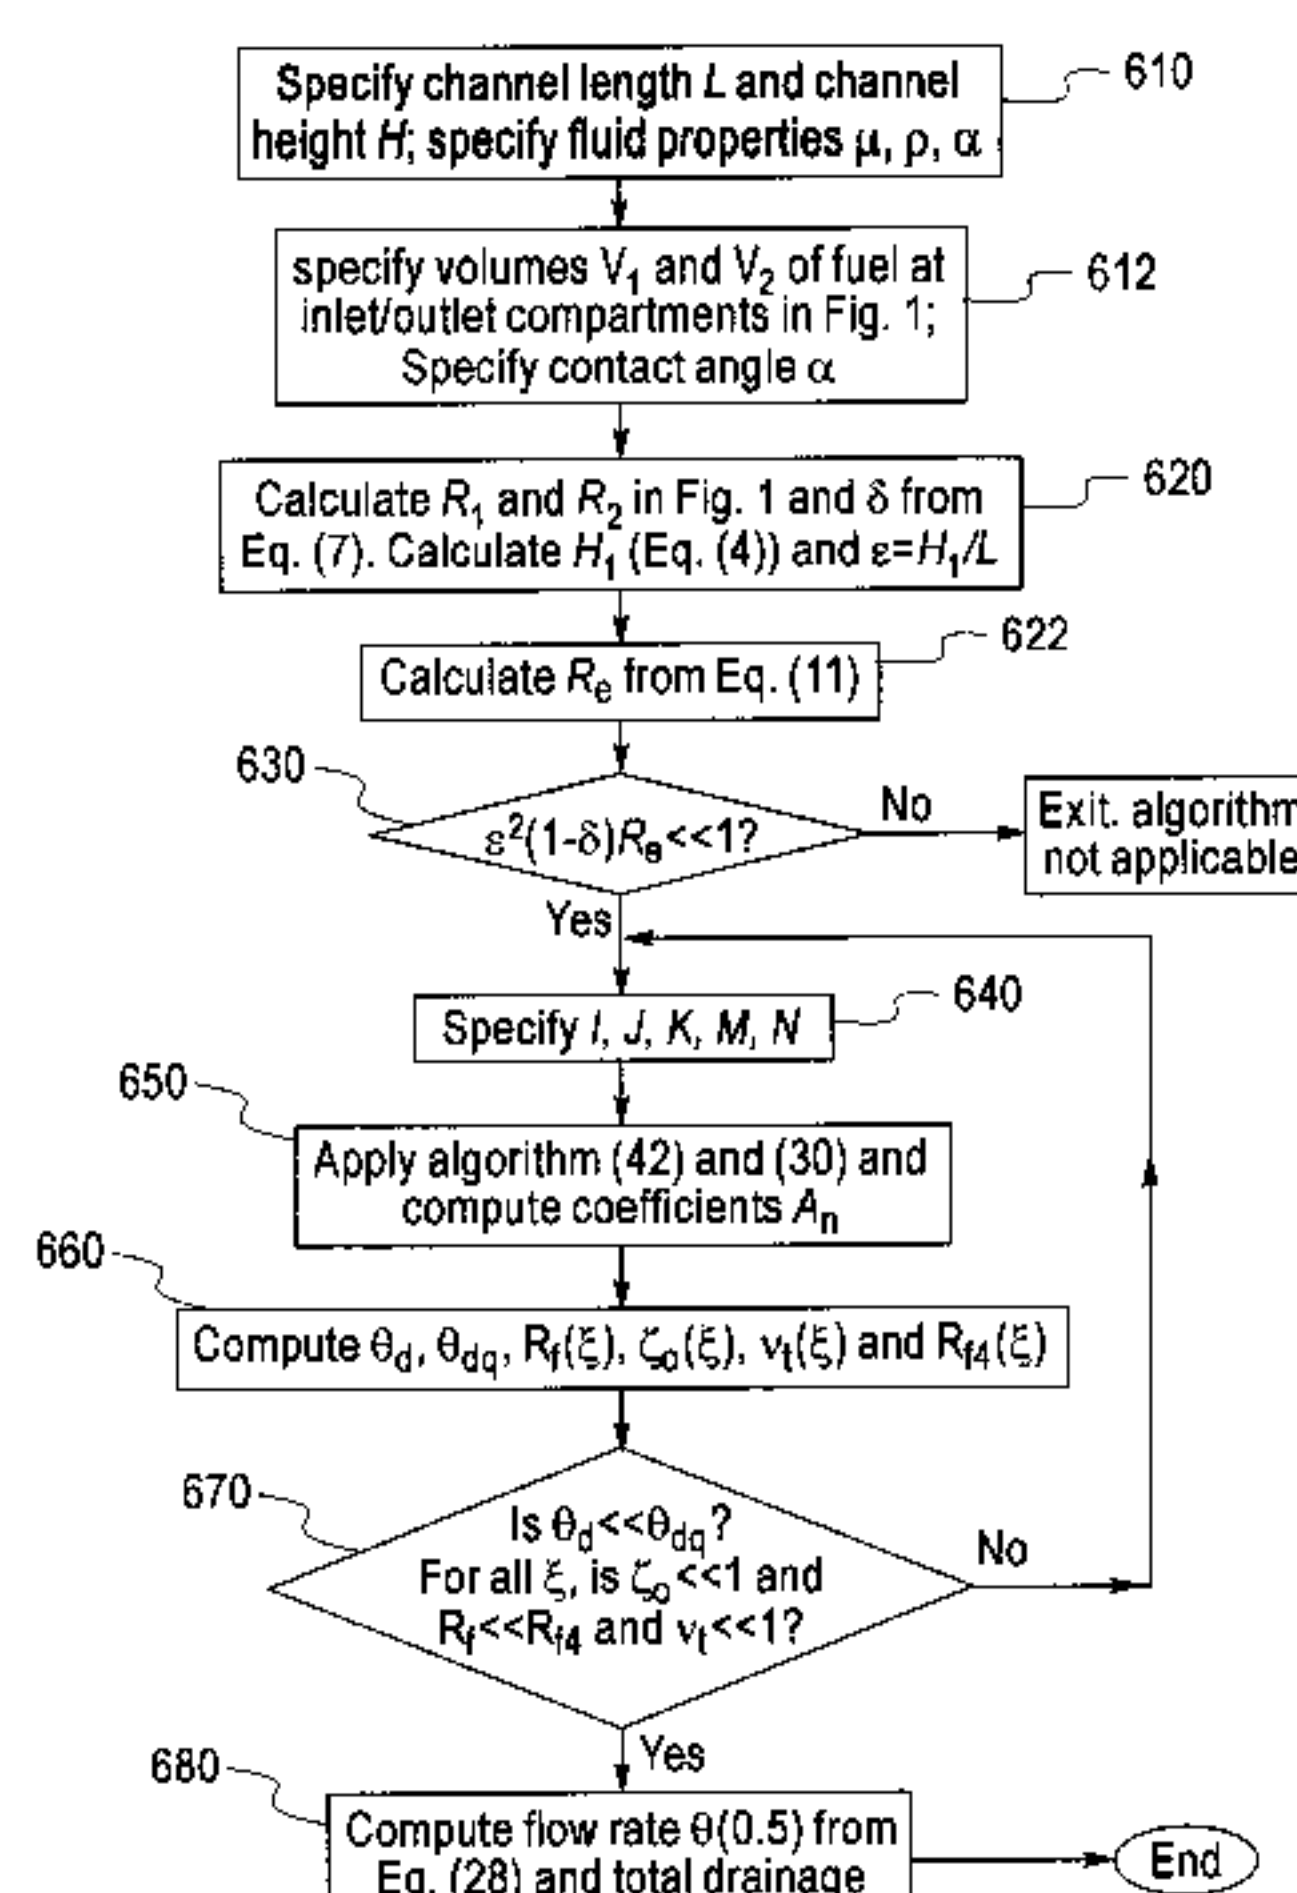 Specify channel length L and channel
height H; specify fluid properties μ, ρ, α
610
specify volumes V₁ and V₂ of fuel at
inlet/outlet compartments in Fig. 1;
Specify contact angle α
612
Calculate R₁ and R₂ in Fig. 1 and δ from
Eq. (7). Calculate H₁ (Eq. (4)) and ε=H₁/L
620
Calculate Rₑ from Eq. (11)
622
630
ε²(1-δ)Rₑ<<1?
No
Exit. algorithm
not applicable
Yes
Specify I, J, K, M, N
640
650
Apply algorithm (42) and (30) and
compute coefficients Aₙ
660
Compute θd, θdq, Rf(ξ), ζo(ξ), νt(ξ) and Rf4(ξ)
670
Is θd<<θdq?
For all ξ, is ζo<<1 and
Rf<<Rf4 and νt<<1?
No
Yes
680
Compute flow rate θ(0.5) from
Eq. (28) and total drainage
End